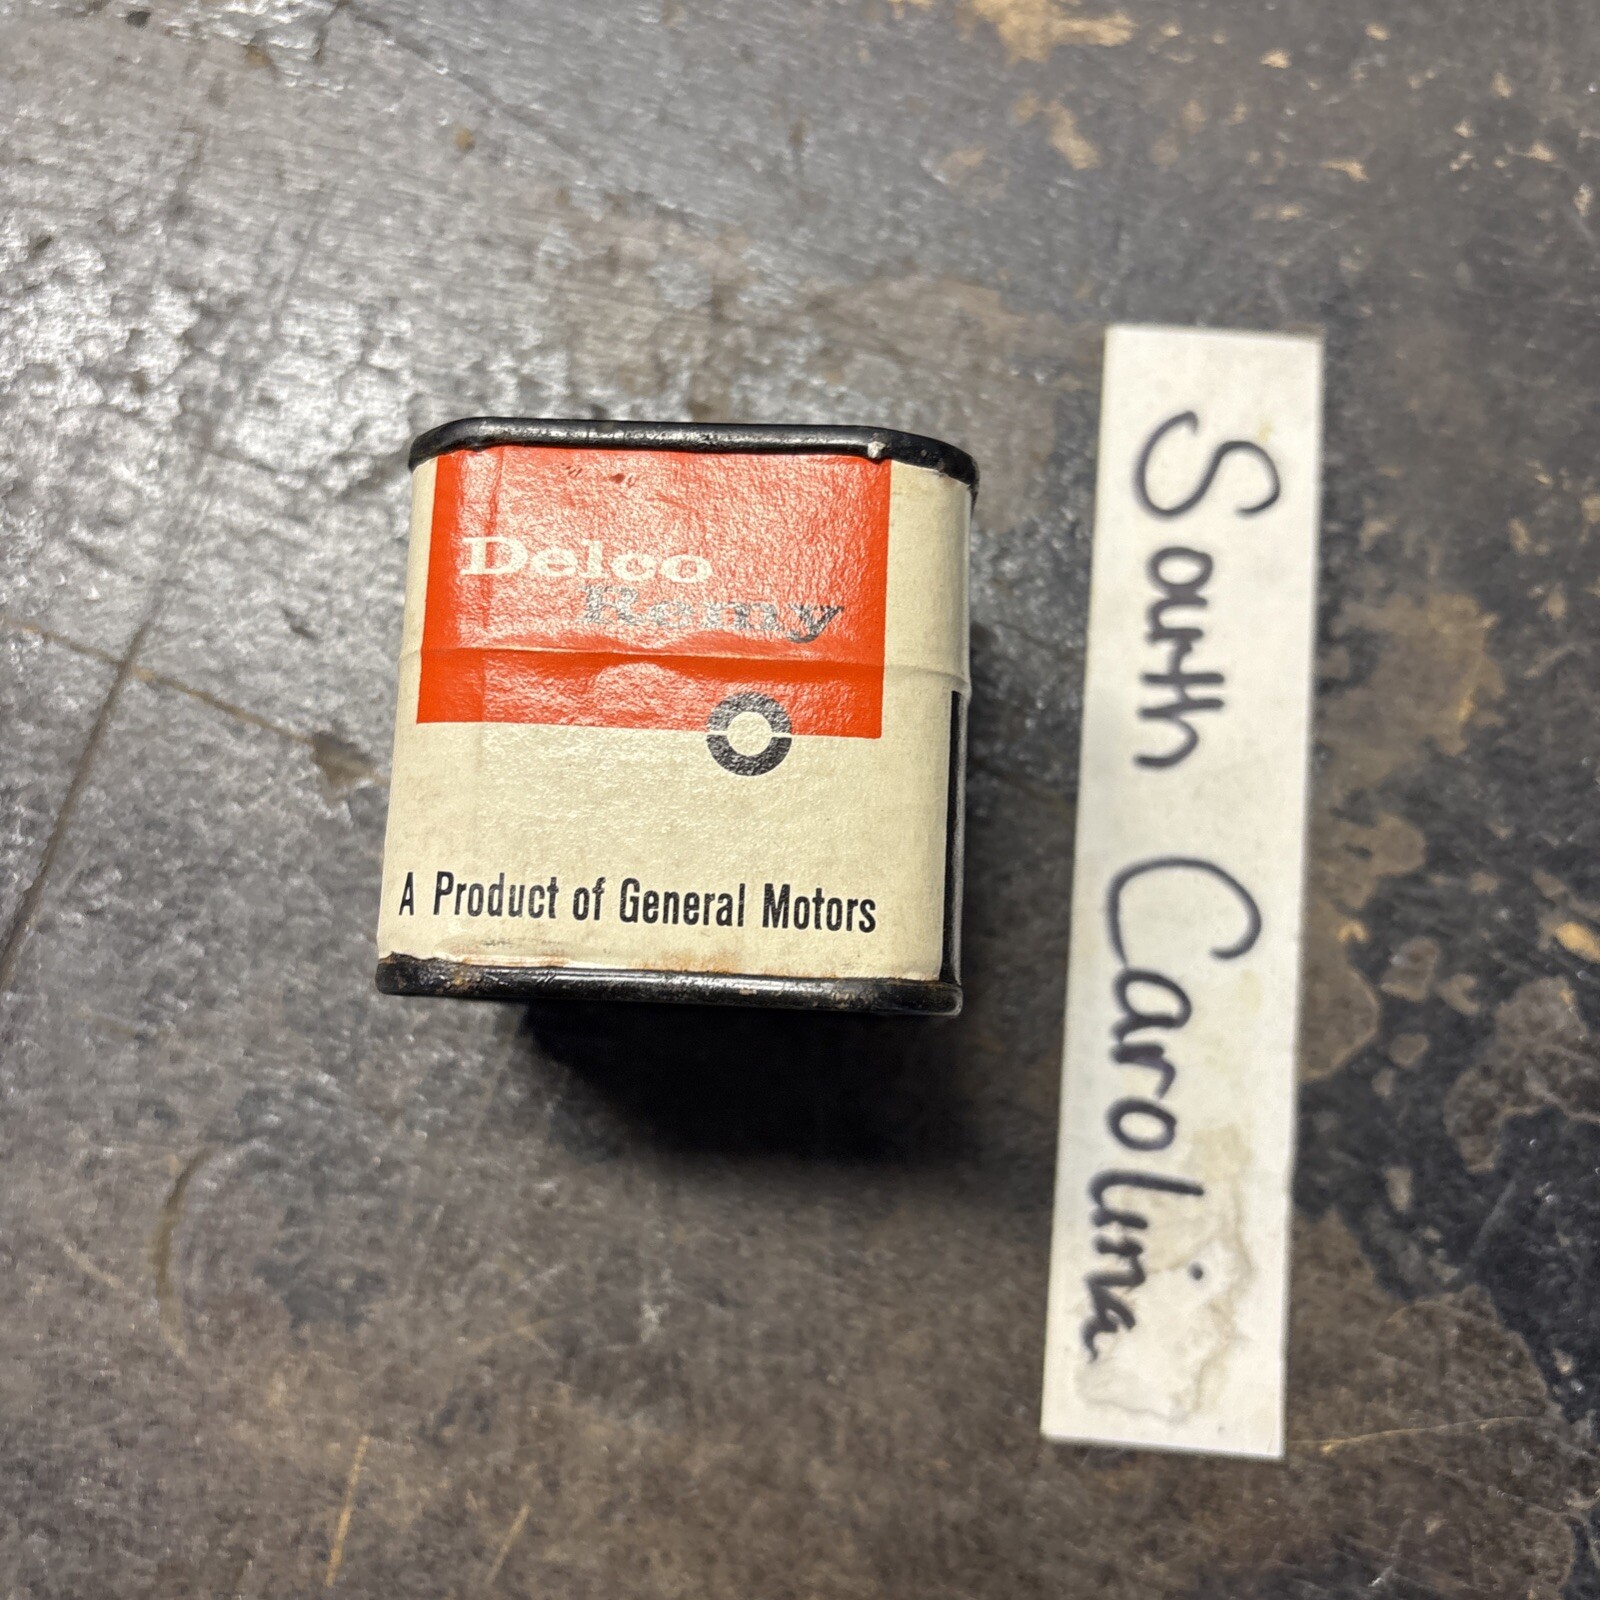 Delco
Remy
A Product of General Motors
South Carolina